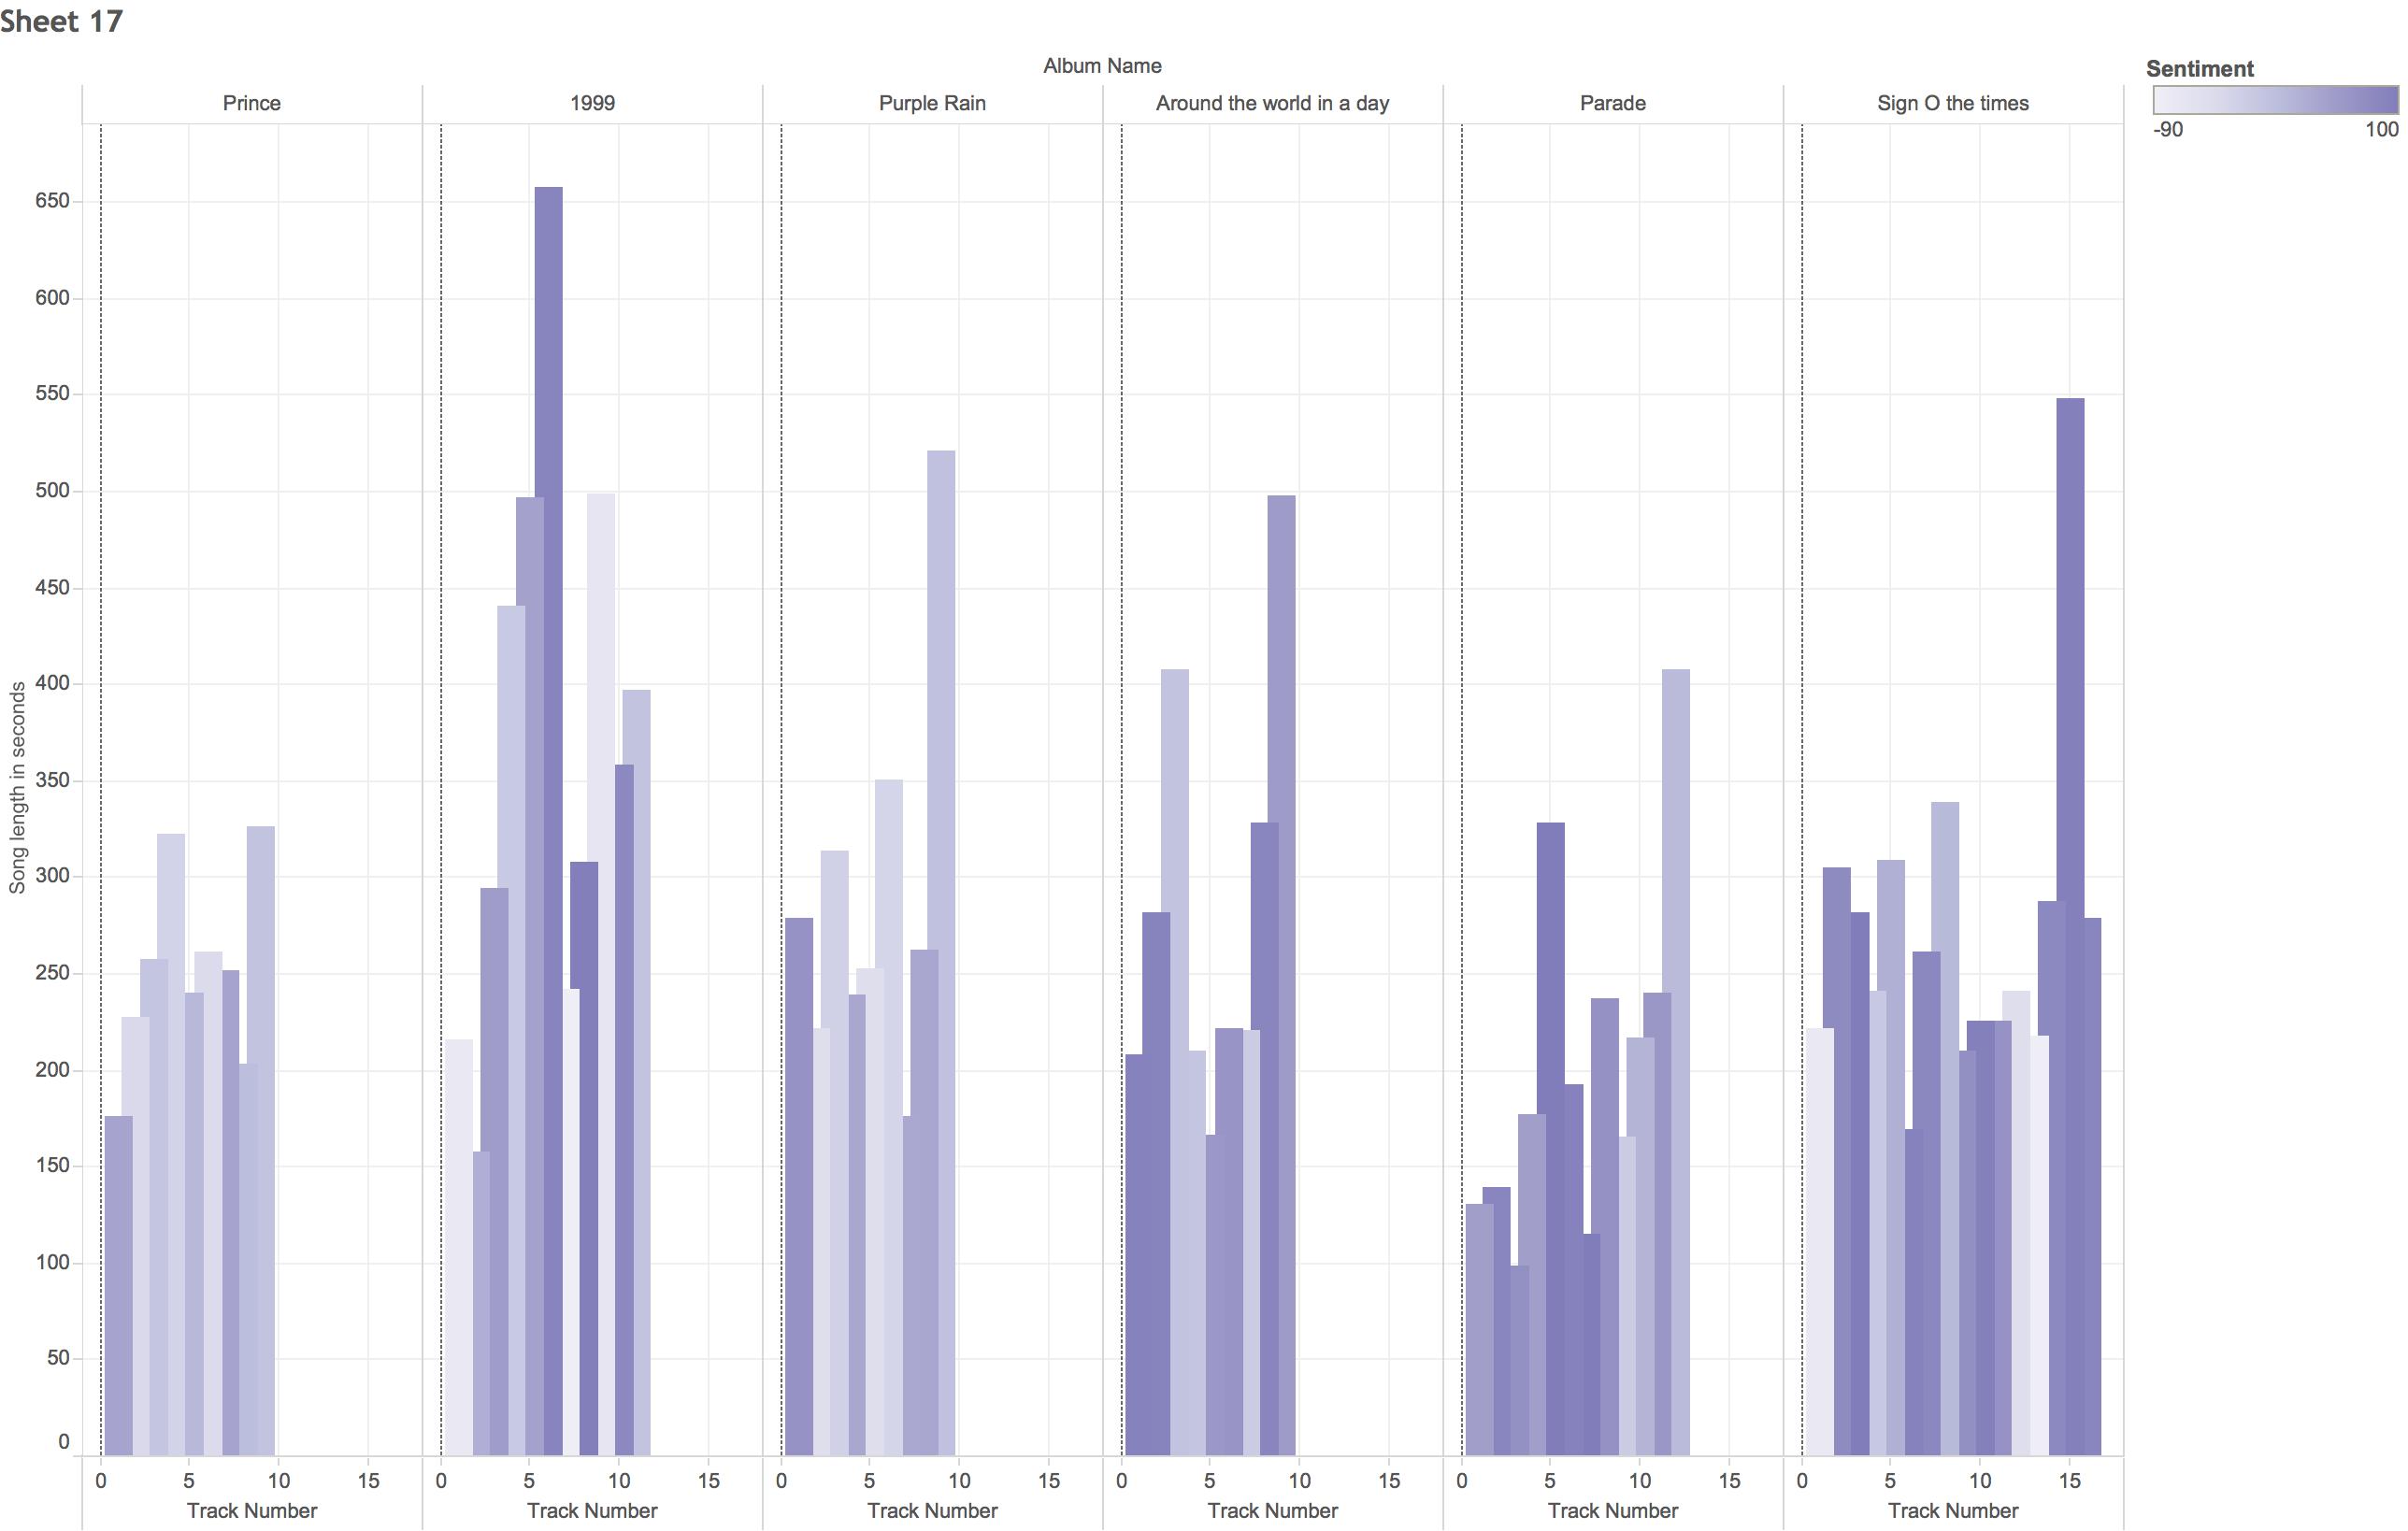 Sheet 17
Album Name
Prince 1999 Purple Rain Around the world in a day Parade Sign O the times
Sentiment
-90 100
Song length in seconds
650
600
550
500
450
400
350
300
250
200
150
100
50
0
0 5 10 15 0 5 10 15 0 5 10 15 0 5 10 15 0 5 10 15 0 5 10 15
Track Number Track Number Track Number Track Number Track Number Track Number